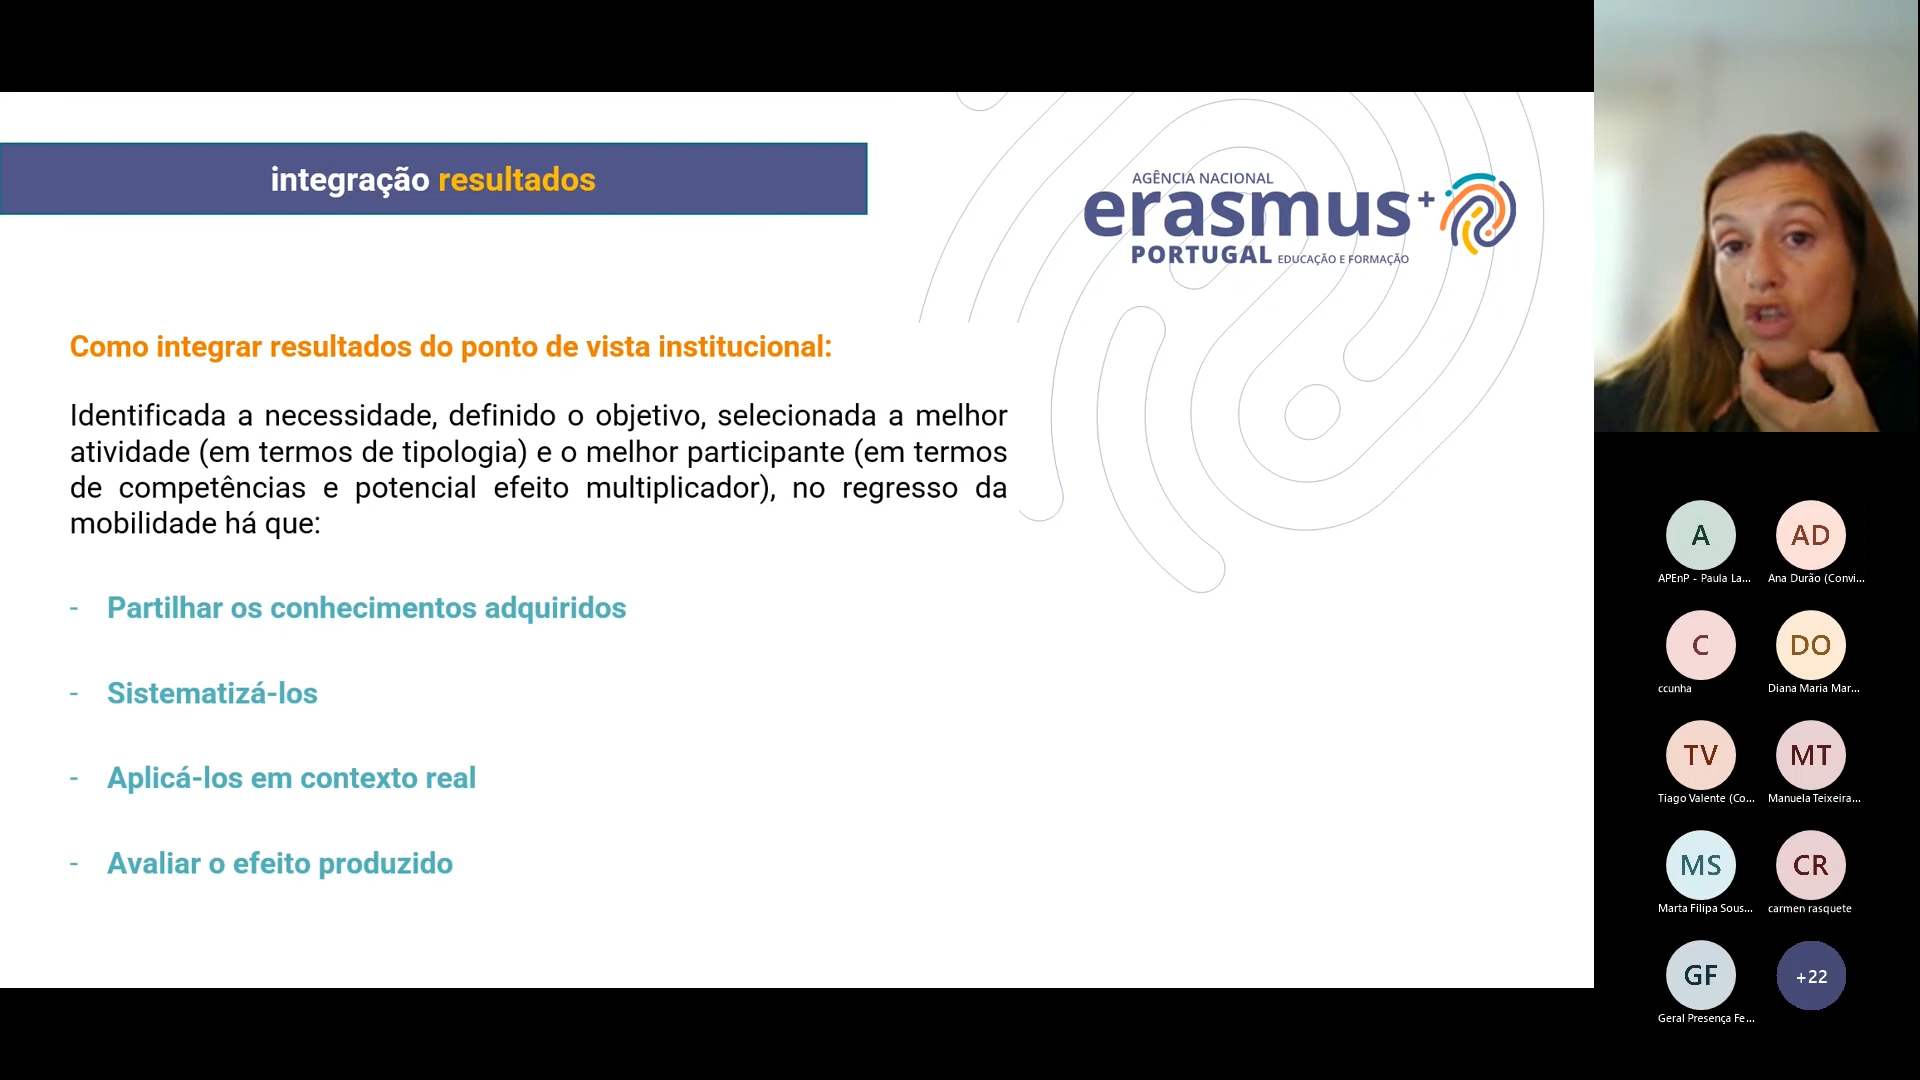 integração resultados
AGÊNCIA NACIONAL
erasmus+
PORTUGAL EDUCAÇÃO E FORMAÇÃO
Como integrar resultados do ponto de vista institucional:
Identificada a necessidade, definido o objetivo, selecionada a melhor
atividade (em termos de tipologia) e o melhor participante (em termos
de competências e potencial efeito multiplicador), no regresso da
mobilidade há que:
- Partilhar os conhecimentos adquiridos
- Sistematizá-los
- Aplicá-los em contexto real
- Avaliar o efeito produzido
A AD
APEnP - Paula La... Ana Durão (Convi...
C DO
ccunha Diana Maria Mar...
TV MT
Tiago Valente (Co... Manuela Teixeira...
MS CR
Marta Filipa Sous... carmen rasquete
GF +22
Geral Presença Fe...